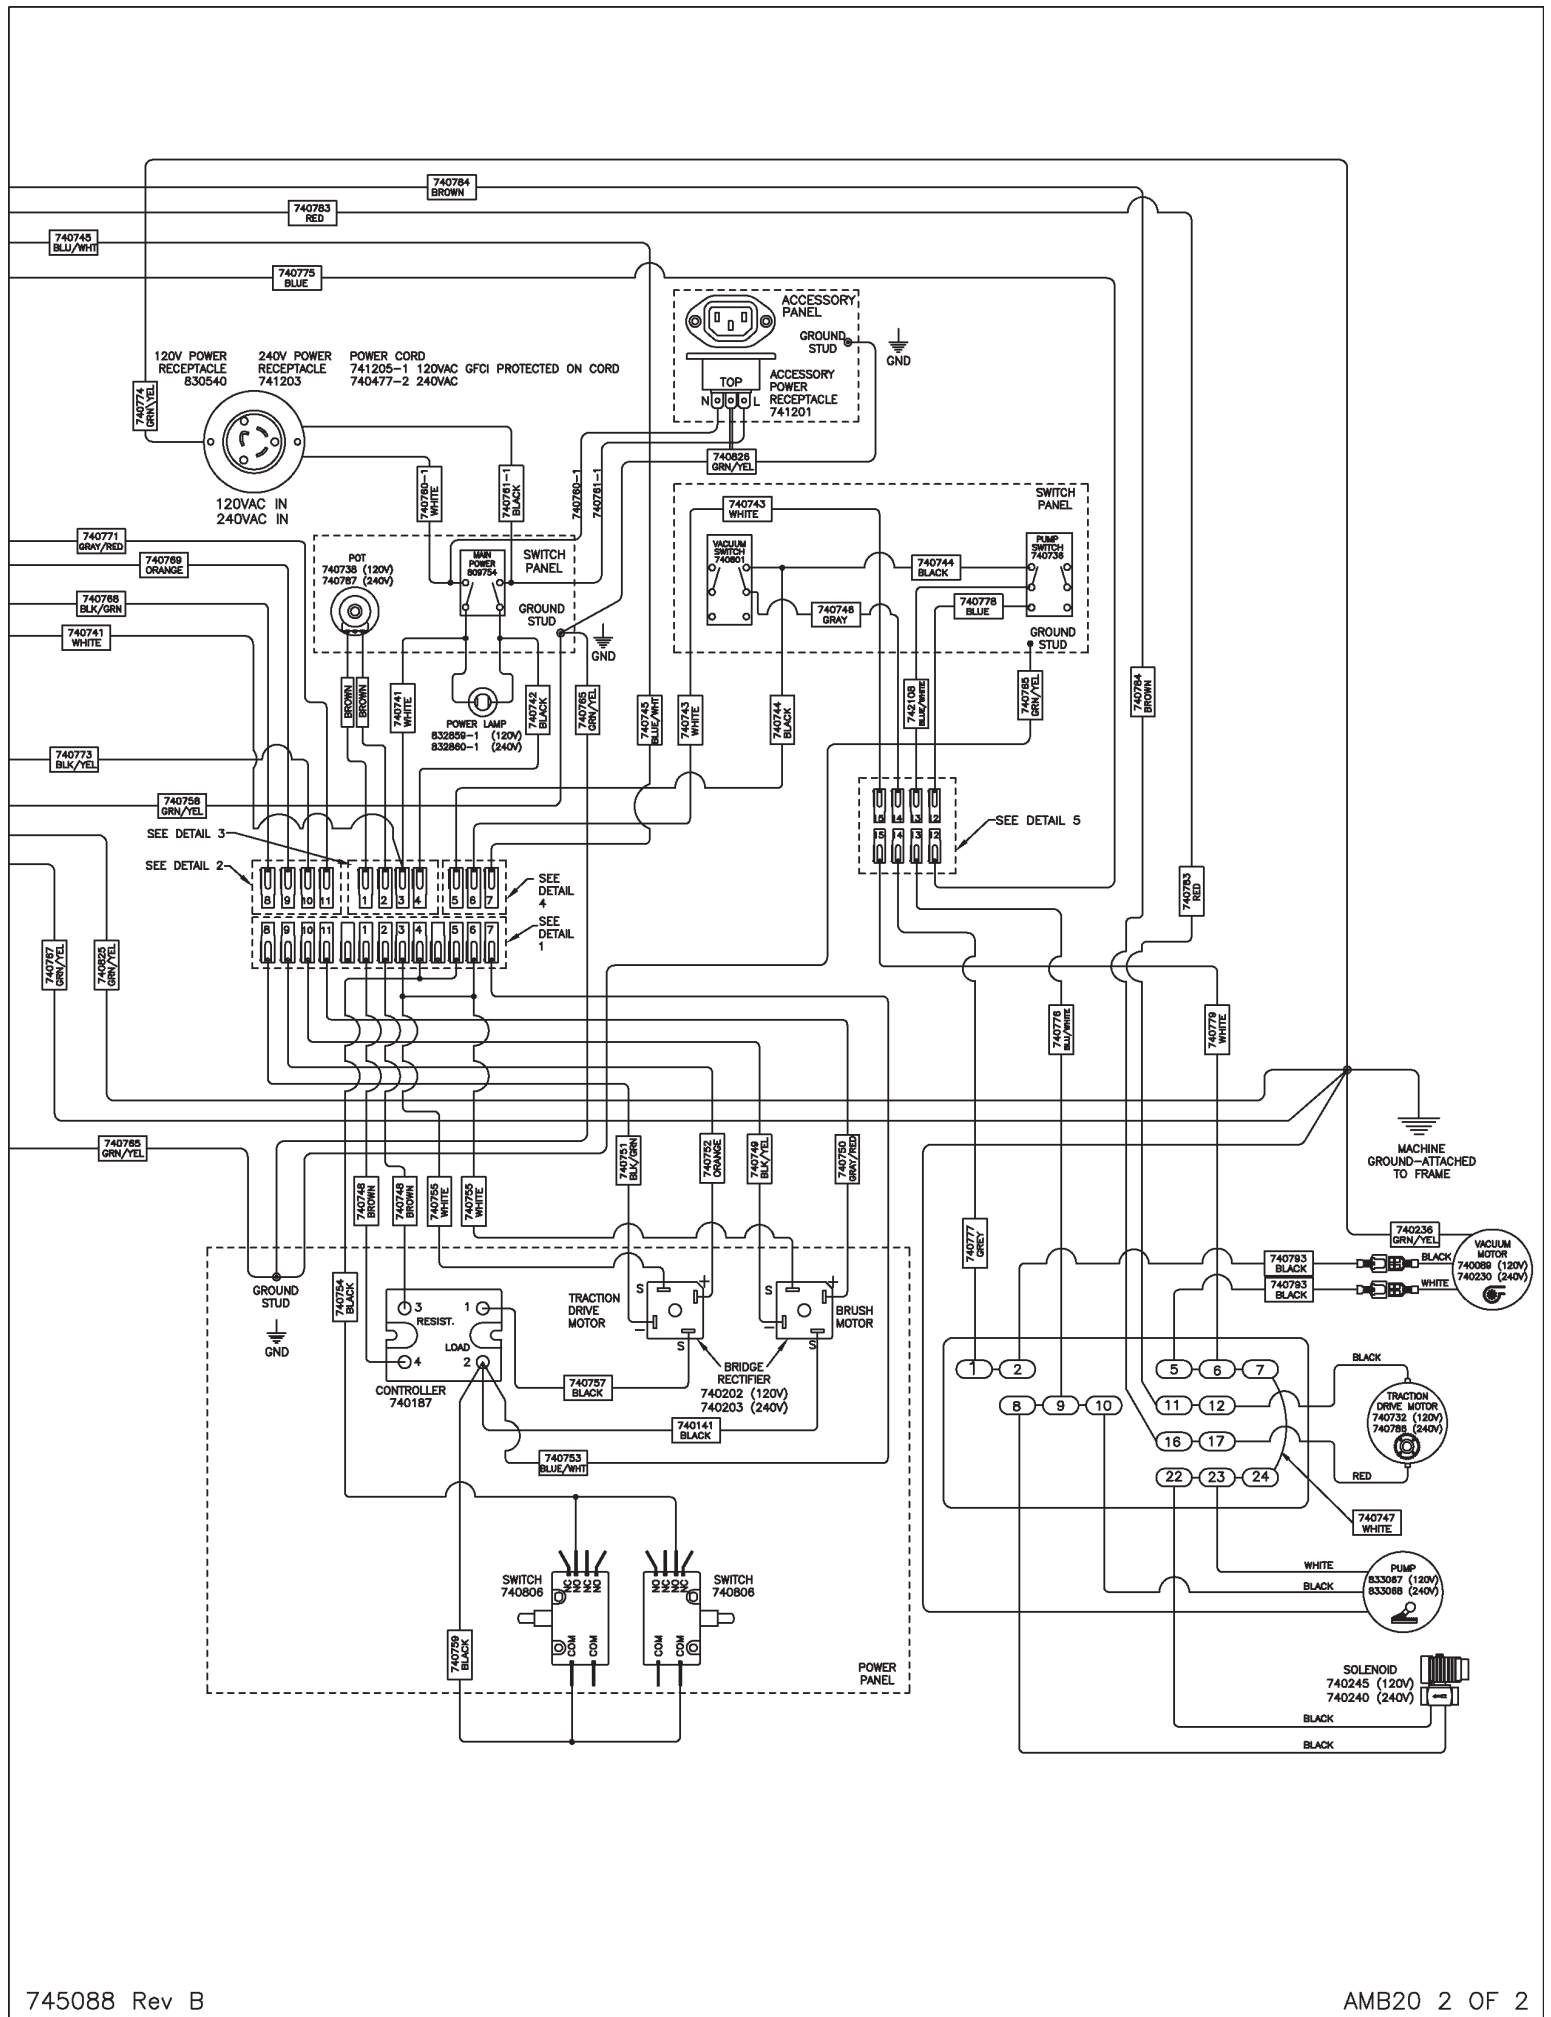 740784
BROWN
740783
RED
740745
BLU/WHT
740775
BLUE
ACCESSORY
PANEL
GROUND
STUD
GND
120V POWER
RECEPTACLE
830540
240V POWER
RECEPTACLE
741203
POWER CORD
741205-1 120VAC GFCI PROTECTED ON CORD
740477-2 240VAC
TOP
N
L
ACCESSORY
POWER
RECEPTACLE
741201
740774
GRN\YEL
740826
GRN/YEL
120VAC IN
240VAC IN
740760-1
WHITE
740761-1
BLACK
740760-1
740761-1
740743
WHITE
SWITCH
PANEL
740771
GRAY/RED
740769
ORANGE
740768
BLK/GRN
740741
WHITE
POT
740738 (120V)
740787 (240V)
MAIN
POWER
809754
SWITCH
PANEL
GROUND
STUD
GND
VACUUM
SWITCH
740801
740744
BLACK
PUMP
SWITCH
740736
740746
GRAY
740778
BLUE
GROUND
STUD
BROWN
BROWN
740741
WHITE
POWER LAMP
832859-1 (120V)
832860-1 (240V)
740742
BLACK
740765
GRN/YEL
740745
BLUE/WHT
740743
WHITE
740744
BLACK
742108
BLUE/WHITE
740765
GRN/YEL
740784
BROWN
740773
BLK/YEL
740758
GRN/YEL
SEE DETAIL 3
SEE DETAIL 2
15 14 13 12
15 14 13 12
SEE DETAIL 5
8 9 10 11 1 2 3 4 5 6 7
SEE
DETAIL
4
8 9 10 11 1 2 3 4 5 6 7
SEE
DETAIL
1
740783
RED
740767
GRN/YEL
740825
GRN/YEL
740776
BLU/WHITE
740779
WHITE
740765
GRN/YEL
MACHINE
GROUND-ATTACHED
TO FRAME
740751
BLK/GRN
740752
ORANGE
740749
BLK/YEL
740750
GRAY/RED
740748
BROWN
740748
BROWN
740755
WHITE
740755
WHITE
740777
GREY
740236
GRN/YEL
740793
BLACK
BLACK
740793
BLACK
WHITE
VACUUM
MOTOR
740089 (120V)
740230 (240V)
GROUND
STUD
GND
740754
BLACK
3
RESIST.
1
LOAD
4
2
CONTROLLER
740187
TRACTION
DRIVE
MOTOR
S
+
-
S
S
+
-
S
BRUSH
MOTOR
BRIDGE
RECTIFIER
740202 (120V)
740203 (240V)
740757
BLACK
740141
BLACK
740753
BLUE/WHT
1 2 5 6 7
8 9 10 11 12
16 17
22 23 24
BLACK
TRACTION
DRIVE MOTOR
740732 (120V)
740786 (240V)
RED
740747
WHITE
SWITCH
740806
NC
NO
NC
NO
COM
COM
NO
NC
NC
NO
COM
COM
SWITCH
740806
740759
BLACK
POWER
PANEL
WHITE
BLACK
PUMP
833067 (120V)
833068 (240V)
SOLENOID
740245 (120V)
740240 (240V)
BLACK
BLACK
745088 Rev B
AMB20 2 OF 2